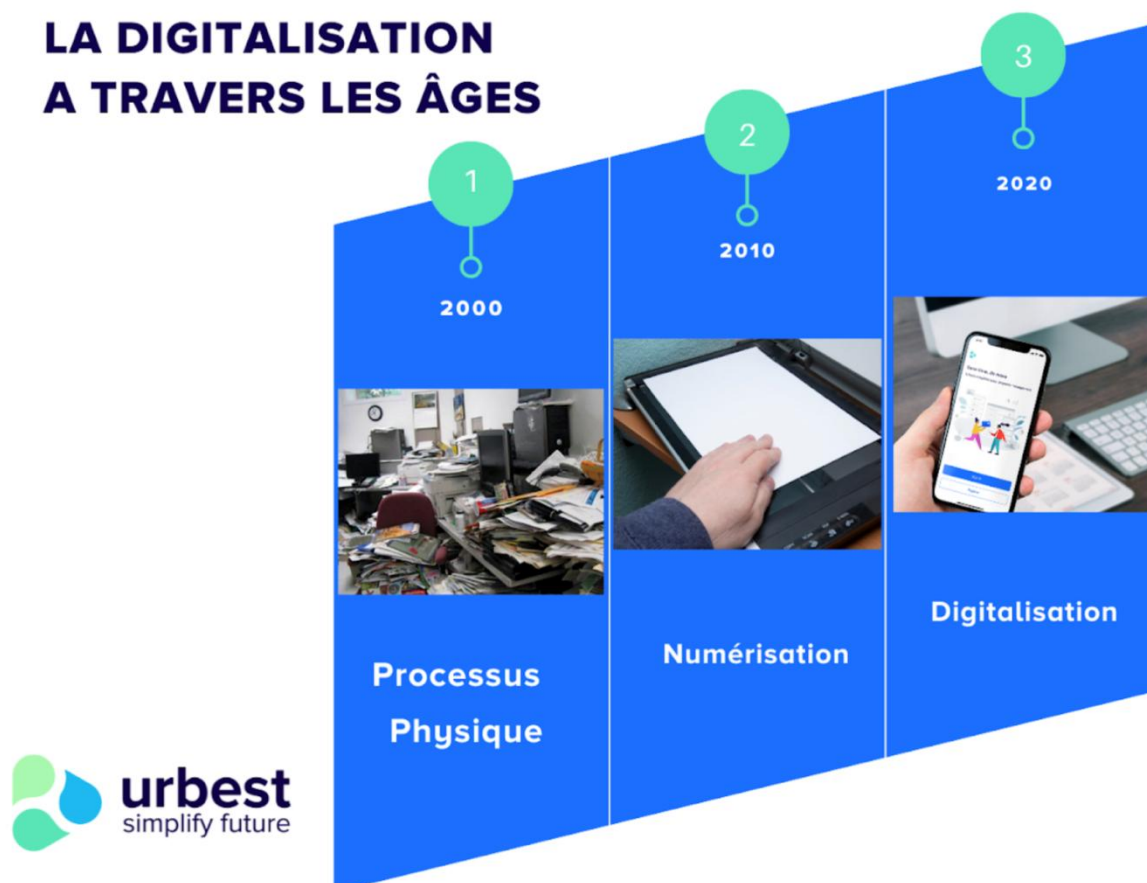 LA DIGITALISATION
A TRAVERS LES ÂGES
1
2000
Processus
Physique
2
2010
Numérisation
3
2020
Digitalisation
urbest
simplify future